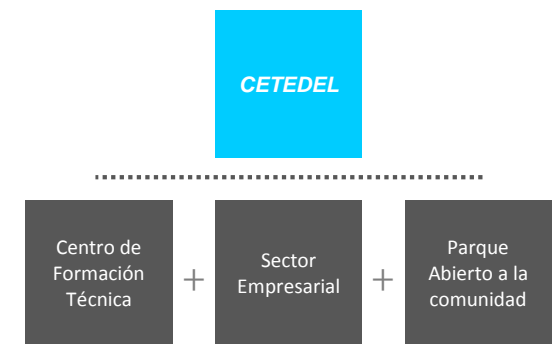 CETEDEL
Centro de
Formación
Técnica
+
Sector
Empresarial
+
Parque
Abierto a la
comunidad